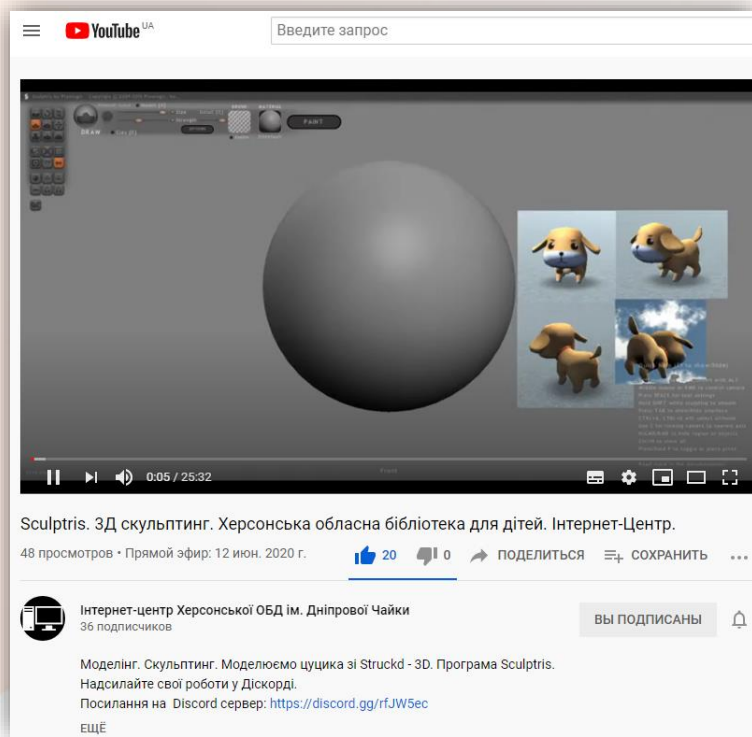 YouTube UA
Введите запрос
DRAW
PAINT
0:05 / 25:32
Front
Sculptris. 3Д скульптинг. Херсонська обласна бібліотека для дітей. Інтернет-Центр.
48 просмотров • Прямой эфир: 12 июн. 2020 г.
20
0
ПОДЕЛИТЬСЯ
СОХРАНИТЬ
Інтернет-центр Херсонської ОБД ім. Дніпрової Чайки
36 подписчиков
ВЫ ПОДПИСАНЫ
Моделінг. Скульптинг. Моделюємо цуцика зі Struckd - 3D. Програма Sculptris.
Надсилайте свої роботи у Діскорді.
Посилання на Discord сервер: https://discord.gg/rfJW5ec
ЕЩЁ